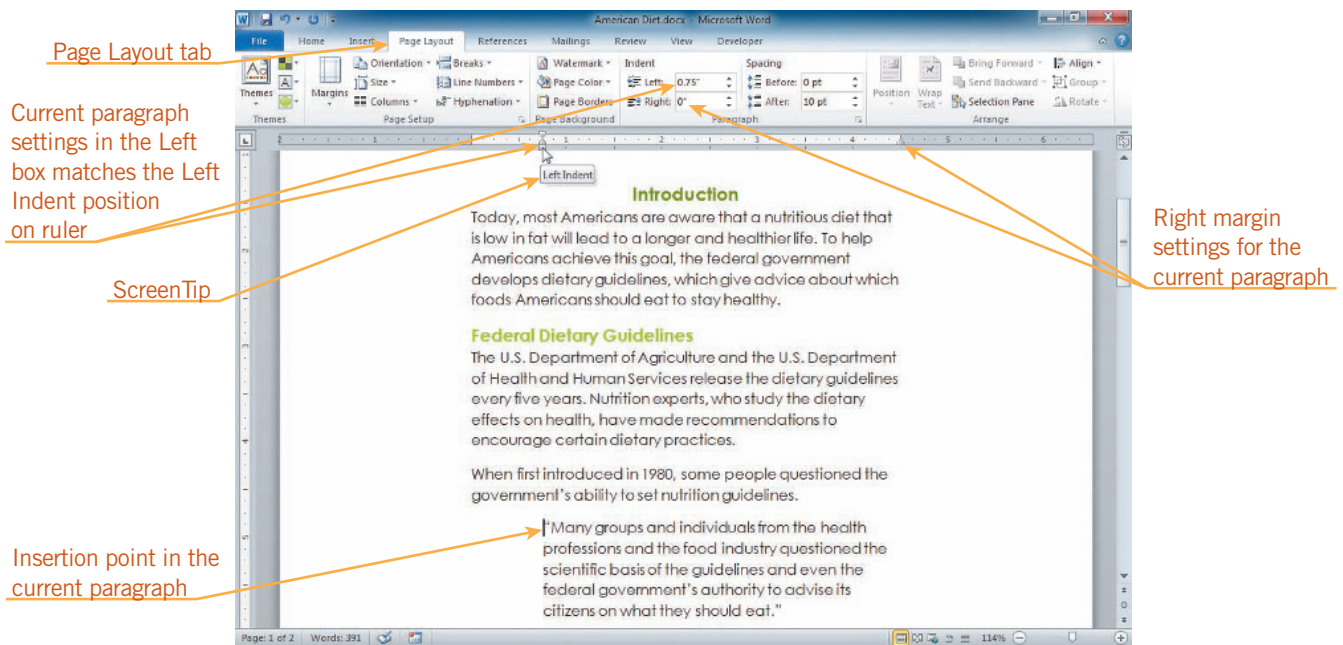 American Diet.docx - Microsoft Word
File Home Insert Page Layout References Mailings Review View Developer
Page Layout tab
Themes
Margins
Orientation
Size
Columns
Breaks
Line Numbers
Hyphenation
Watermark
Page Color
Page Borders
Indent
Left: 0.75"
Right: 0"
Spacing
Before: 0 pt
After: 10 pt
Position
Wrap
Text
Bring Forward
Send Backward
Selection Pane
Align
Group
Rotate
Themes Page Setup Page Background Paragraph Arrange
2 1 1 2 3 4 5 6
Current paragraph
settings in the Left
box matches the Left
Indent position
on ruler
ScreenTip
Left Indent
Right margin
settings for the
current paragraph
Introduction
Today, most Americans are aware that a nutritious diet that
is low in fat will lead to a longer and healthier life. To help
Americans achieve this goal, the federal government
develops dietary guidelines, which give advice about which
foods Americans should eat to stay healthy.
Federal Dietary Guidelines
The U.S. Department of Agriculture and the U.S. Department
of Health and Human Services release the dietary guidelines
every five years. Nutrition experts, who study the dietary
effects on health, have made recommendations to
encourage certain dietary practices.
When first introduced in 1980, some people questioned the
government's ability to set nutrition guidelines.
"Many groups and individuals from the health
professions and the food industry questioned the
scientific basis of the guidelines and even the
federal government's authority to advise its
citizens on what they should eat."
Insertion point in the
current paragraph
Page: 1 of 2 Words: 391 114%